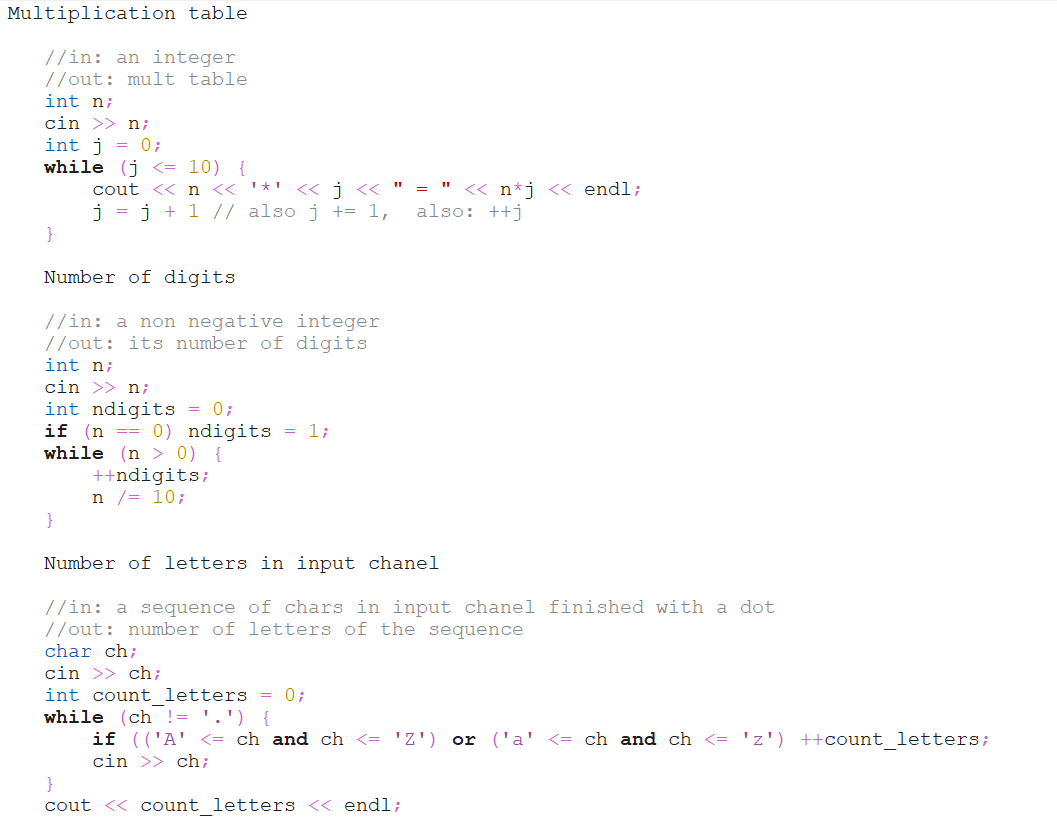 Multiplication table
//in: an integer
//out: mult table
int n;
cin >> n;
int j = 0;
while (j <= 10) {
    cout << n << '*' << j << " = " << n*j << endl;
    j = j + 1 // also j += 1,  also: ++j
}
Number of digits
//in: a non negative integer
//out: its number of digits
int n;
cin >> n;
int ndigits = 0;
if (n == 0) ndigits = 1;
while (n > 0) {
    ++ndigits;
    n /= 10;
}
Number of letters in input chanel
//in: a sequence of chars in input chanel finished with a dot
//out: number of letters of the sequence
char ch;
cin >> ch;
int count_letters = 0;
while (ch != '.') {
    if (('A' <= ch and ch <= 'Z') or ('a' <= ch and ch <= 'z') ++count_letters;
    cin >> ch;
}
cout << count_letters << endl;